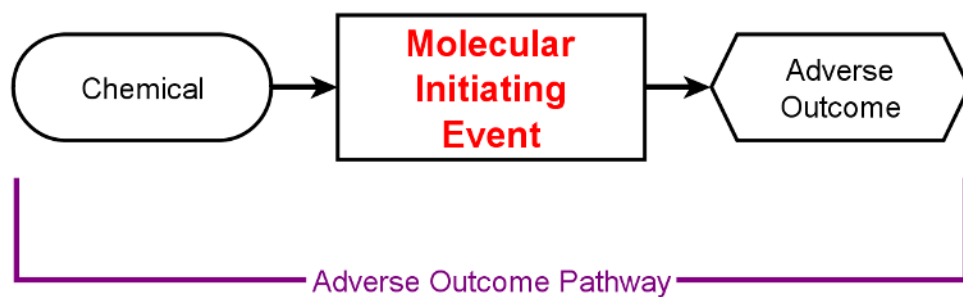 Chemical
Molecular
Initiating
Event
Adverse
Outcome
Adverse Outcome Pathway